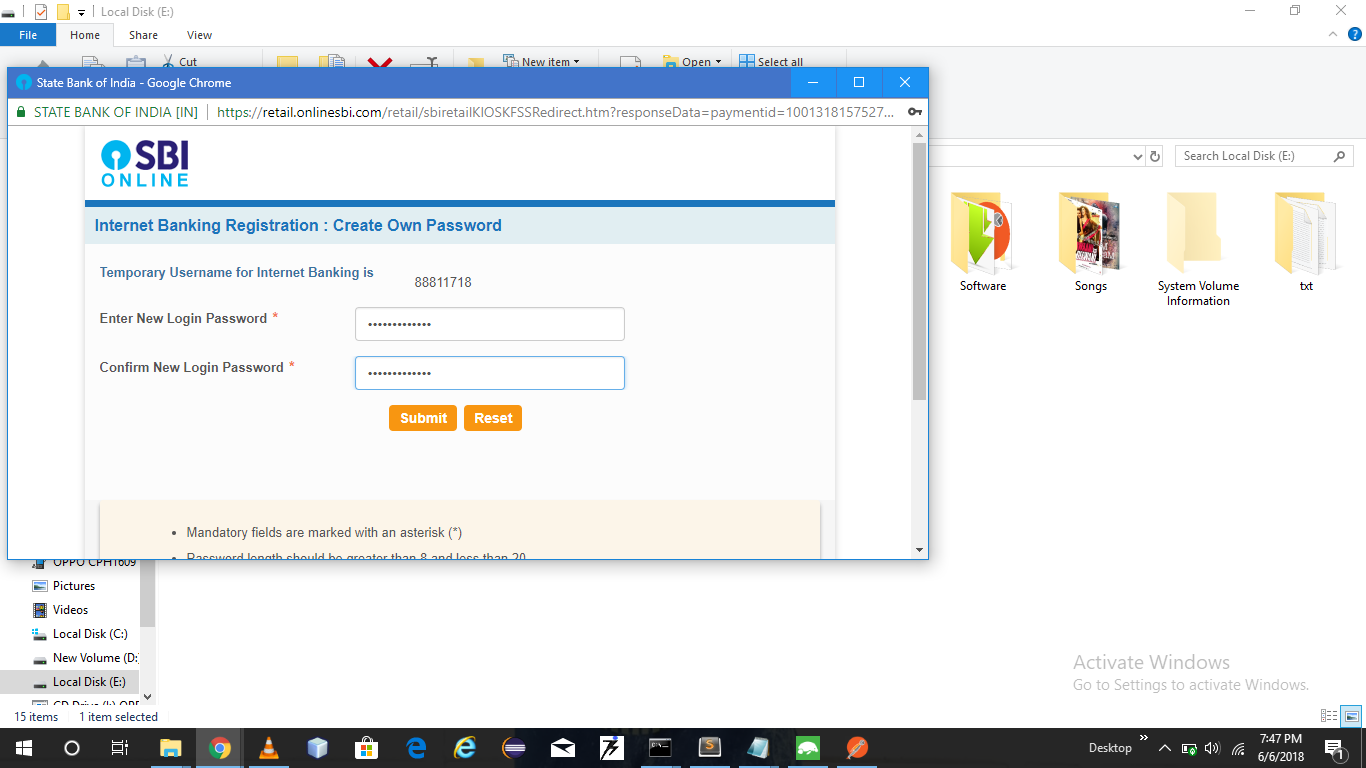 Local Disk (E:)
File Home Share View
Cut New item Open Select all
State Bank of India - Google Chrome
STATE BANK OF INDIA [IN] https://retail.onlinesbi.com/retail/sbiretailKIOSKFSSRedirect.htm?responseData=paymentid=1001318157527...
Search Local Disk (E:)
SBI
ONLINE
Internet Banking Registration : Create Own Password
Temporary Username for Internet Banking is
88811718
Enter New Login Password *
•••••••••••••
Confirm New Login Password *
•••••••••••••
Submit Reset
• Mandatory fields are marked with an asterisk (*)
• Password length should be greater than 8 and less than 20
Software
Songs
System Volume
Information
txt
OPPO CPH1609
Pictures
Videos
Local Disk (C:)
New Volume (D:
Local Disk (E:)
Activate Windows
Go to Settings to activate Windows.
15 items 1 item selected
Desktop
7:47 PM
6/6/2018
1